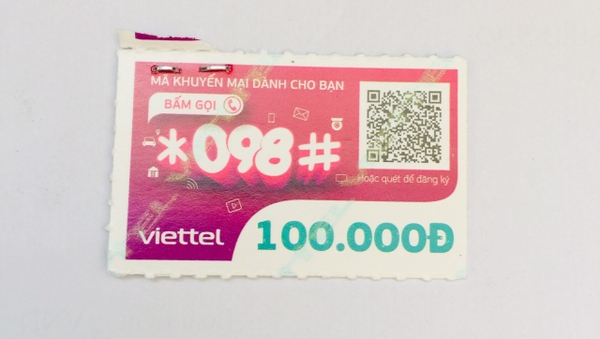 MÃ KHUYẾN MẠI DÀNH CHO BẠN
BẤM GỌI
*098#
Hoặc quét để đăng ký
viettel
100.000Đ